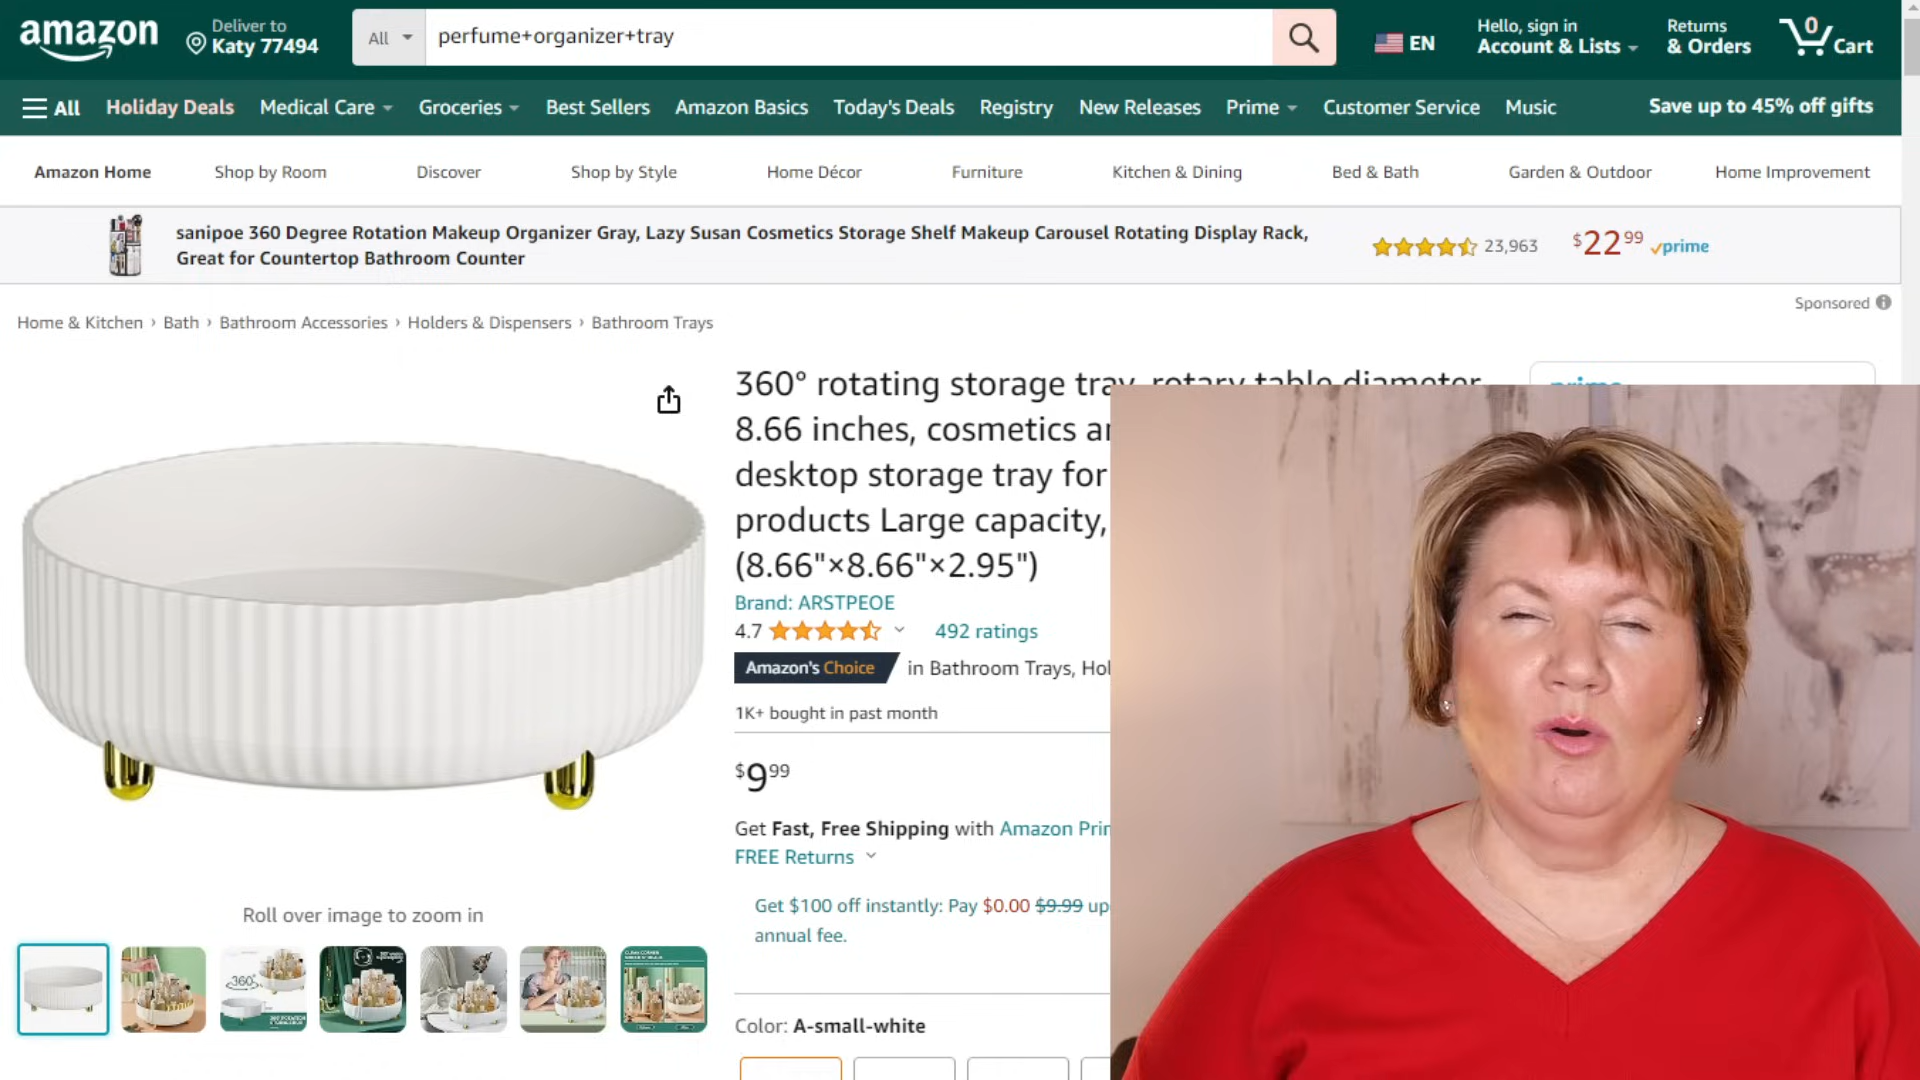 amazon
Deliver to
Katy 77494
All
perfume+organizer+tray
EN
Hello, sign in
Account & Lists
Returns
& Orders
0
Cart
All
Holiday Deals
Medical Care
Groceries
Best Sellers
Amazon Basics
Today's Deals
Registry
New Releases
Prime
Customer Service
Music
Save up to 45% off gifts
Amazon Home
Shop by Room
Discover
Shop by Style
Home Décor
Furniture
Kitchen & Dining
Bed & Bath
Garden & Outdoor
Home Improvement
sanipoe 360 Degree Rotation Makeup Organizer Gray, Lazy Susan Cosmetics Storage Shelf Makeup Carousel Rotating Display Rack,
Great for Countertop Bathroom Counter
23,963
$22 99
prime
Sponsored
Home & Kitchen › Bath › Bathroom Accessories › Holders & Dispensers › Bathroom Trays
360° rotating storage tray, rotary table diameter
8.66 inches, cosmetics
desktop storage tray for
products Large capacity,
(8.66"×8.66"×2.95")
Brand: ARSTPEOE
4.7
492 ratings
Amazon's Choice
in Bathroom Trays,
1K+ bought in past month
$9 99
Get Fast, Free Shipping with Amazon
FREE Returns
Get $100 off instantly: Pay $0.00 $9.99
annual fee.
Roll over image to zoom in
360°
Color: A-small-white